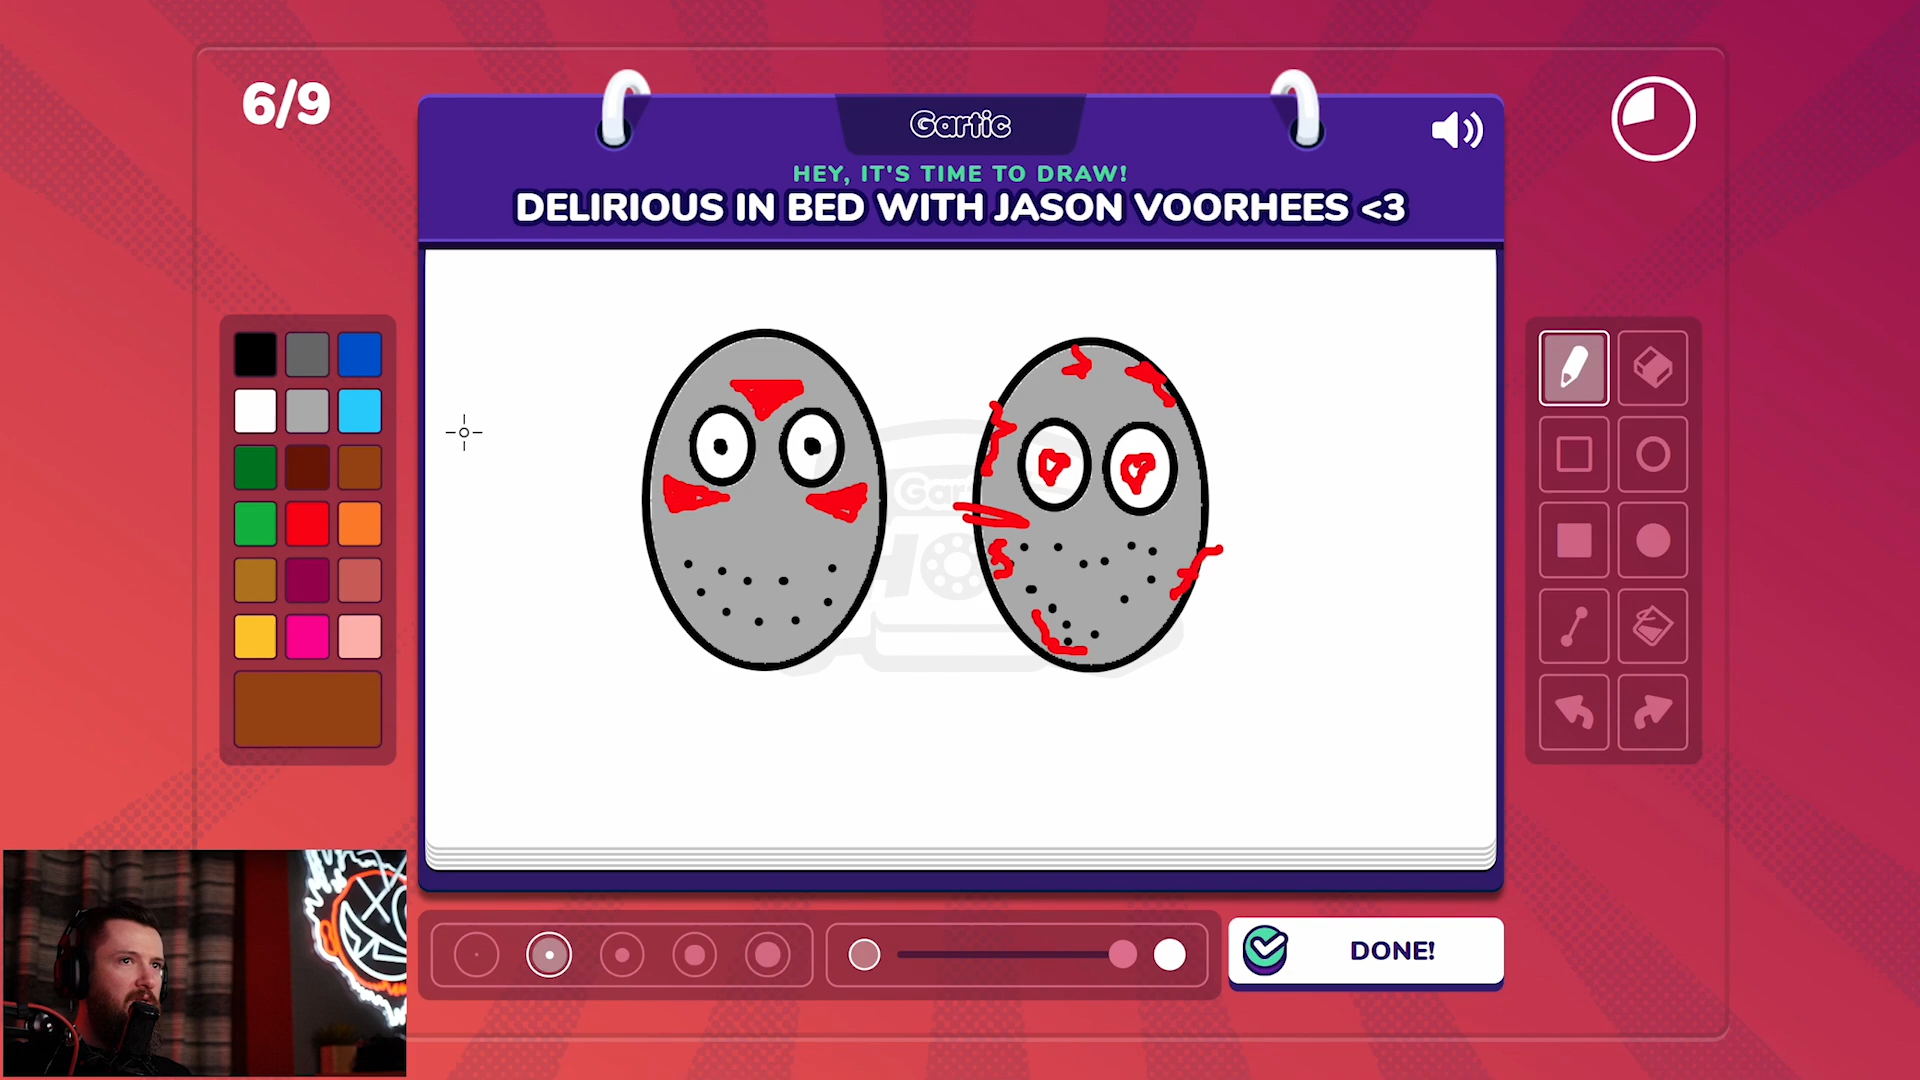 6/9
Gartic
HEY, IT'S TIME TO DRAW!
DELIRIOUS IN BED WITH JASON VOORHEES <3
DONE!